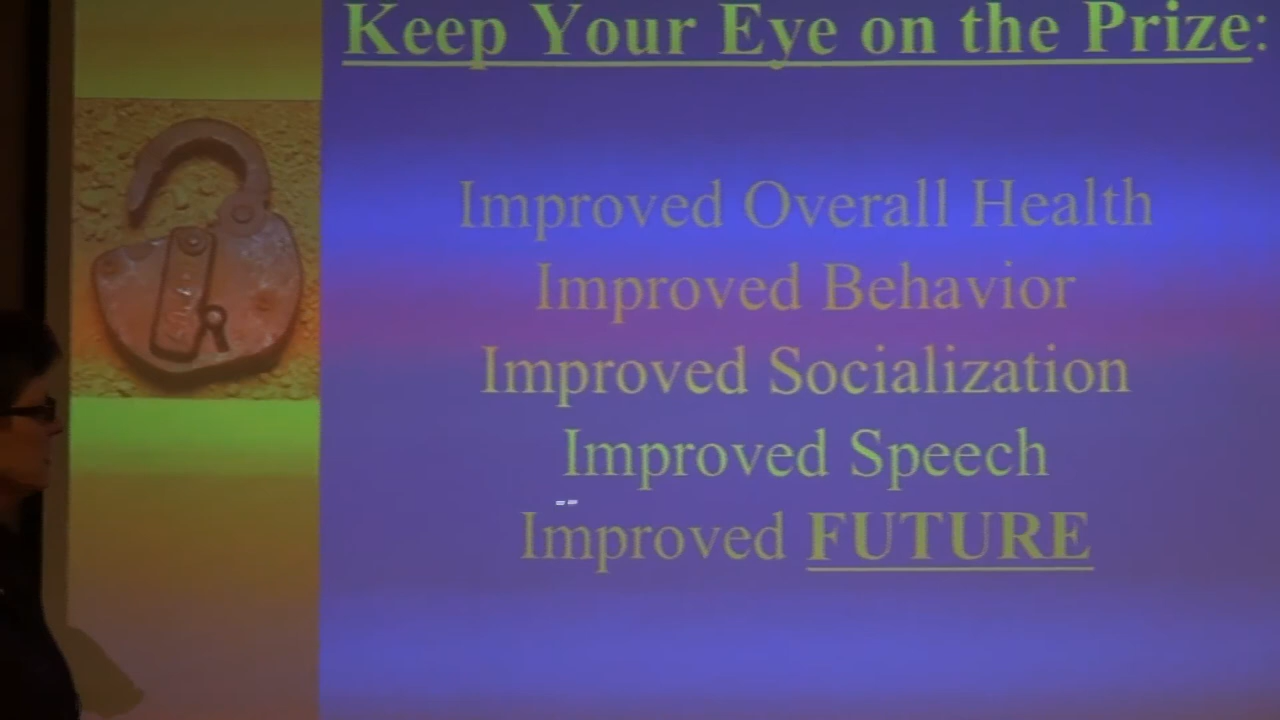 Keep Your Eye on the Prize:
Improved Overall Health
Improved Behavior
Improved Socialization
Improved Speech
Improved FUTURE